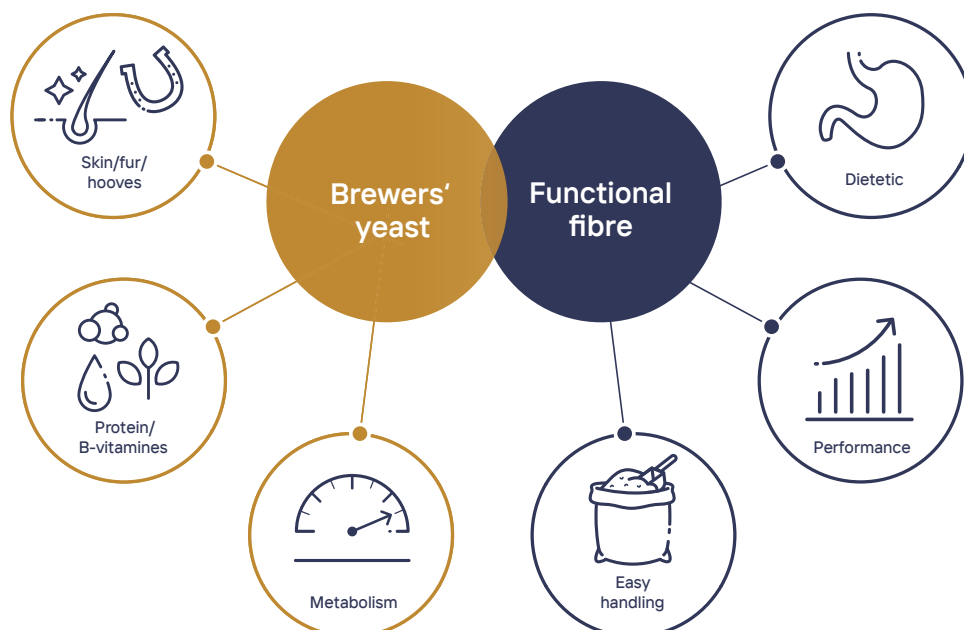 Skin/fur/
hooves
Brewers‘
yeast
Functional
fibre
Dietetic
Protein/
B-vitamines
Performance
Metabolism
Easy
handling